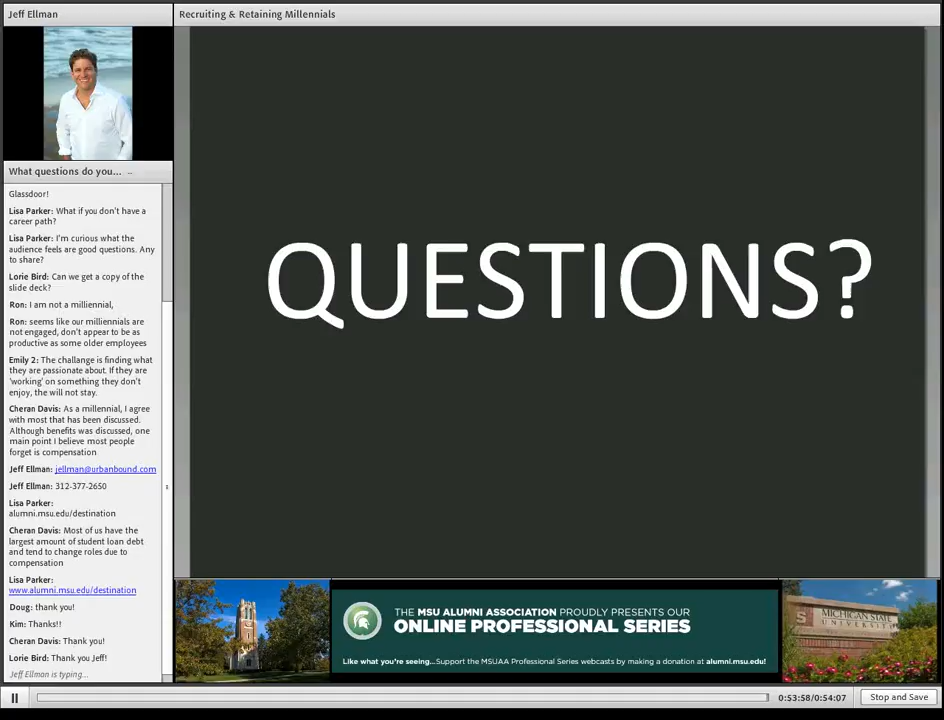 Jeff Ellman
Recruiting & Retaining Millennials
What questions do you...
Glassdoor!
Lisa Parker: What if you don't have a
career path?
Lisa Parker: I'm curious what the
audience feels are good questions. Any
to share?
Lorie Bird: Can we get a copy of the
slide deck?
Ron: I am not a milliennial,
Ron: seems like our milliennials are
not engaged, don't appear to be as
productive as some older employees
Emily 2: The challenge is finding what
they are passionate about. If they are
'working' on something they don't
enjoy, the will not stay.
Cheran Davis: As a millennial, I agree
with most that has been discussed.
Although benefits was discussed, one
main point I believe most people
forget is compensation
Jeff Ellman: jellman@urbanbound.com
Jeff Ellman: 312-377-2650
Lisa Parker:
alumni.msu.edu/destination
Cheran Davis: Most of us have the
largest amount of student loan debt
and tend to change roles due to
compensation
Lisa Parker:
www.alumni.msu.edu/destination
Doug: thank you!
Kim: Thanks!!
Cheran Davis: Thank you!
Lorie Bird: Thank you Jeff!
Jeff Ellman is typing...
QUESTIONS?
THE MSU ALUMNI ASSOCIATION PROUDLY PRESENTS OUR
ONLINE PROFESSIONAL SERIES
Like what you're seeing...Support the MSUAA Professional Series webcasts by making a donation at alumni.msu.edu!
MICHIGAN STATE
UNIVERSITY
0:53:58/0:54:07
Stop and Save